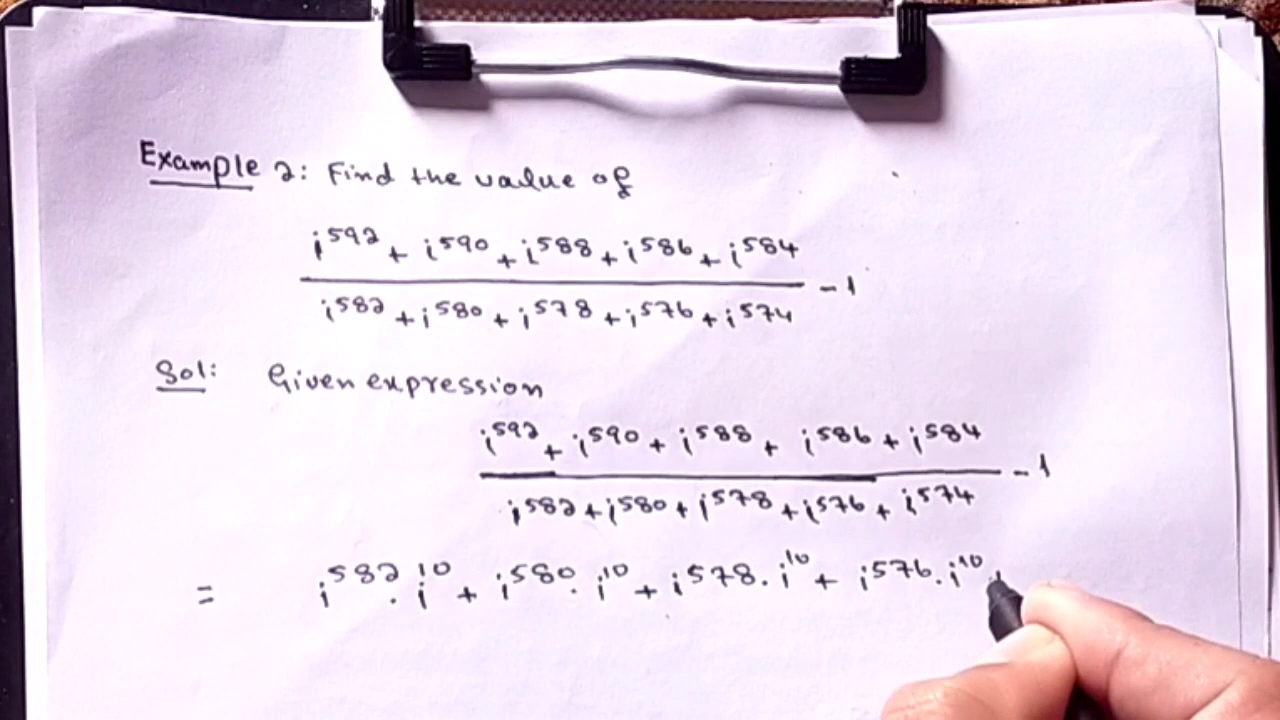 Example 2: Find the value of
i^592 + i^590 + i^588 + i^586 + i^584
i^582 + i^580 + i^578 + i^576 + i^574 - 1
Sol: Given expression
i^592 + i^590 + i^588 + i^586 + i^584
i^582 + i^580 + i^578 + i^576 + i^574 - 1
= i^582 . i^10 + i^580 . i^10 + i^578 . i^10 + i^576 . i^10 +